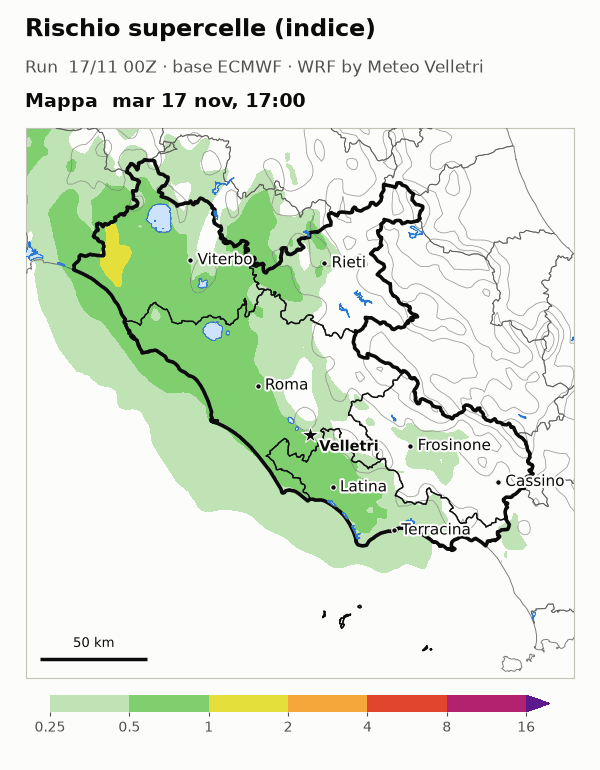 Rischio supercelle (indice)
Run  17/11 00Z · base ECMWF · WRF by Meteo Velletri
Mappa  mar 17 nov, 17:00
Viterbo
Rieti
Roma
Velletri
Frosinone
Cassino
Latina
Terracina
50 km
0.25 0.5 1 2 4 8 16